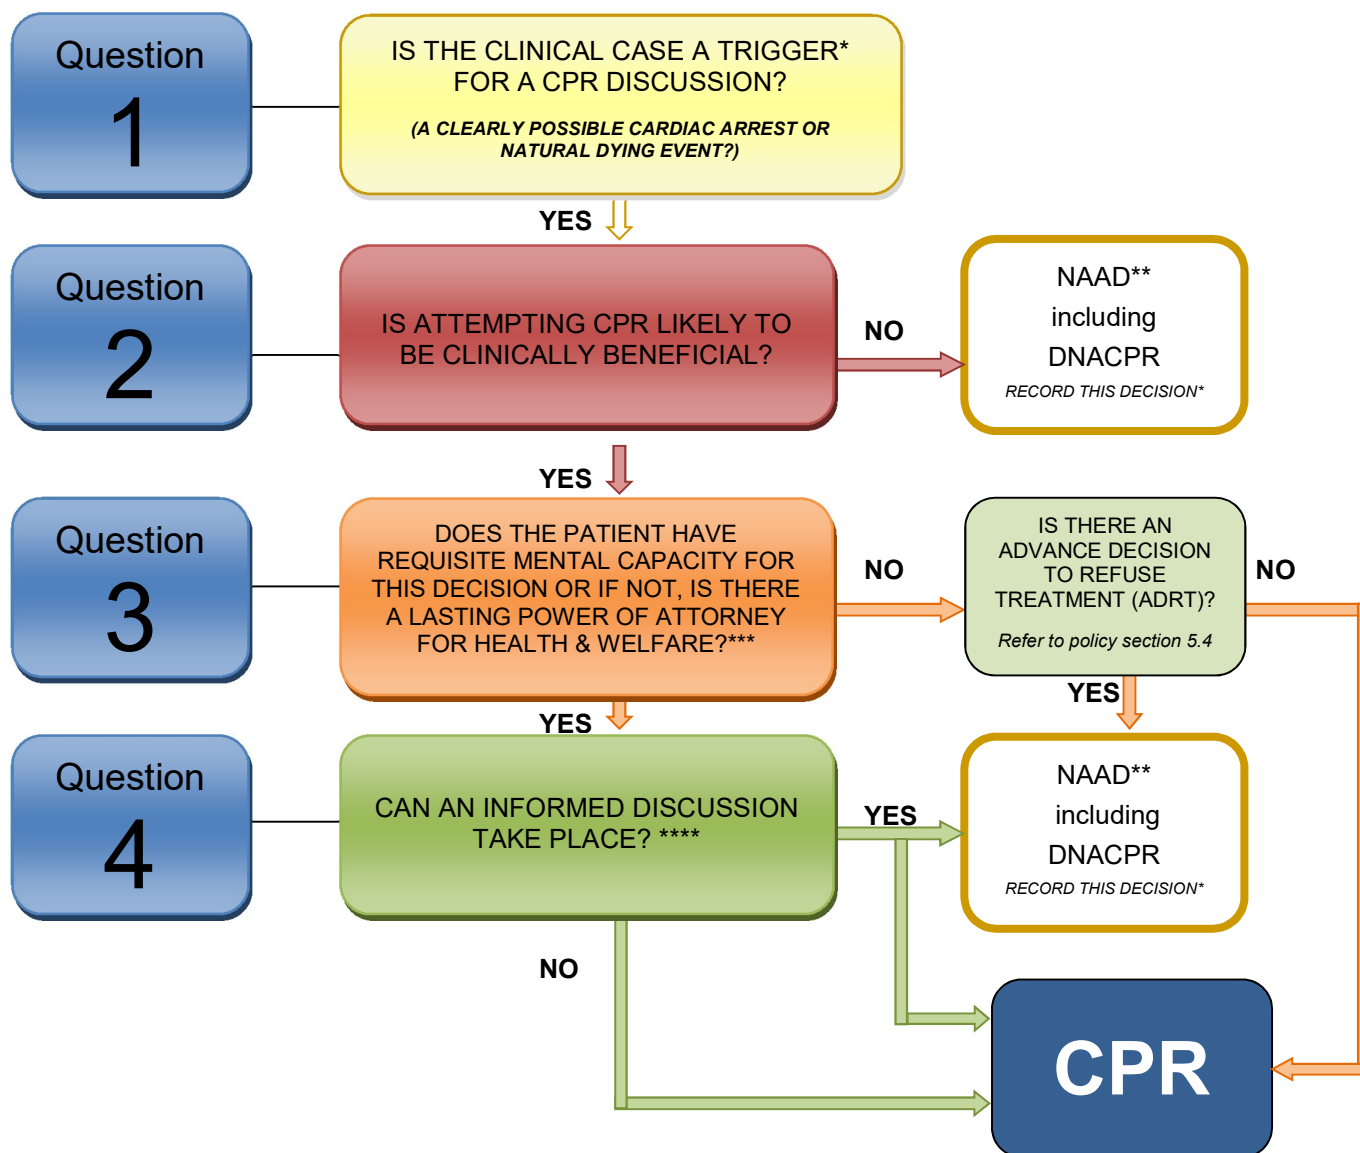 Question
1
IS THE CLINICAL CASE A TRIGGER*
FOR A CPR DISCUSSION?
(A CLEARLY POSSIBLE CARDIAC ARREST OR
NATURAL DYING EVENT?)
YES
Question
2
IS ATTEMPTING CPR LIKELY TO
BE CLINICALLY BENEFICIAL?
NO
NAAD**
including
DNACPR
RECORD THIS DECISION*
YES
Question
3
DOES THE PATIENT HAVE
REQUISITE MENTAL CAPACITY FOR
THIS DECISION OR IF NOT, IS THERE
A LASTING POWER OF ATTORNEY
FOR HEALTH & WELFARE?***
NO
IS THERE AN
ADVANCE DECISION
TO REFUSE
TREATMENT (ADRT)?
Refer to policy section 5.4
NO
YES
YES
Question
4
CAN AN INFORMED DISCUSSION
TAKE PLACE? ****
YES
NAAD**
including
DNACPR
RECORD THIS DECISION*
NO
CPR